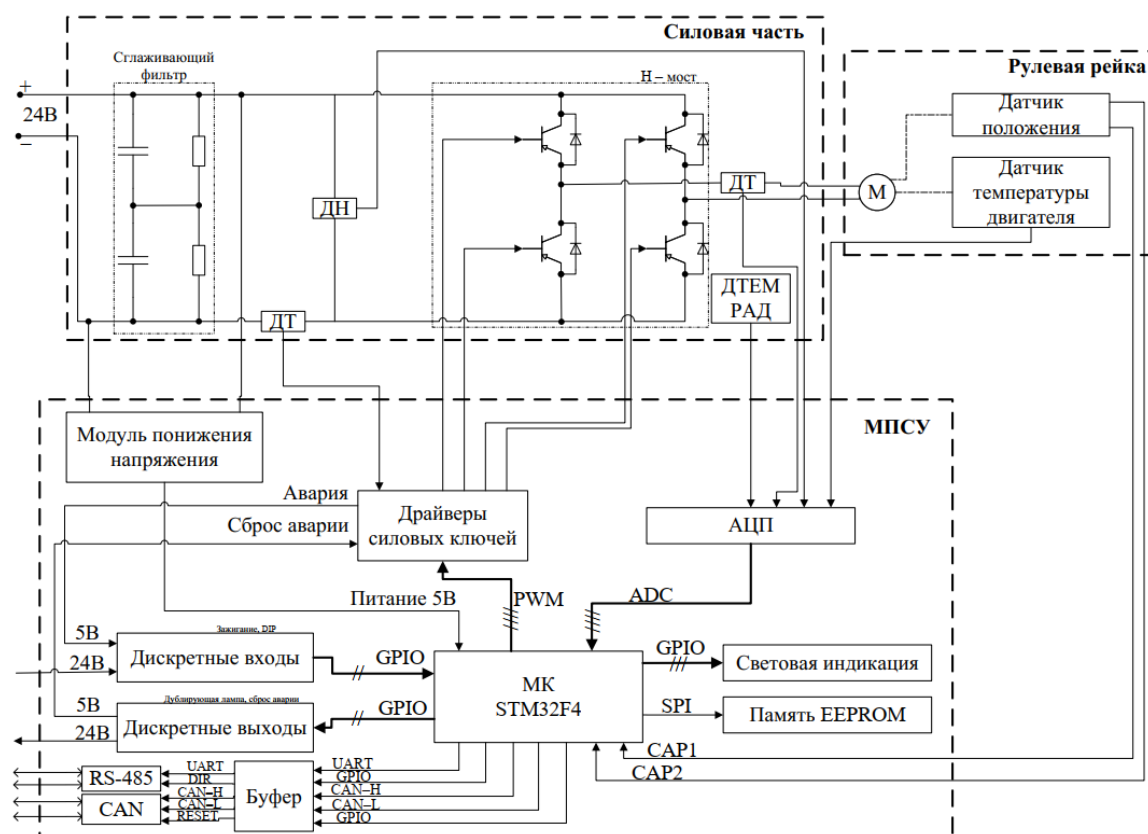 Силовая часть
Сглаживающий
фильтр
Н – мост
Рулевая рейка
+
24В
–
Датчик
положения
ДТ
М
Датчик
температуры
двигателя
ДН
ДТЕМ
РАД
ДТ
МПСУ
Модуль понижения
напряжения
Авария
Сброс аварии
Драйверы
силовых ключей
АЦП
Питание 5В
PWM
ADC
5В
Зажигание, DIP
24В
Дискретные входы
GPIO
МК
STM32F4
GPIO
Световая индикация
Дублирующая лампа, сброс аварии
5В
24В
Дискретные выходы
GPIO
SPI
Память EEPROM
CAP1
CAP2
RS-485
CAN
UART
DIR
CAN–H
CAN–L
RESET
Буфер
UART
GPIO
CAN–H
CAN–L
GPIO